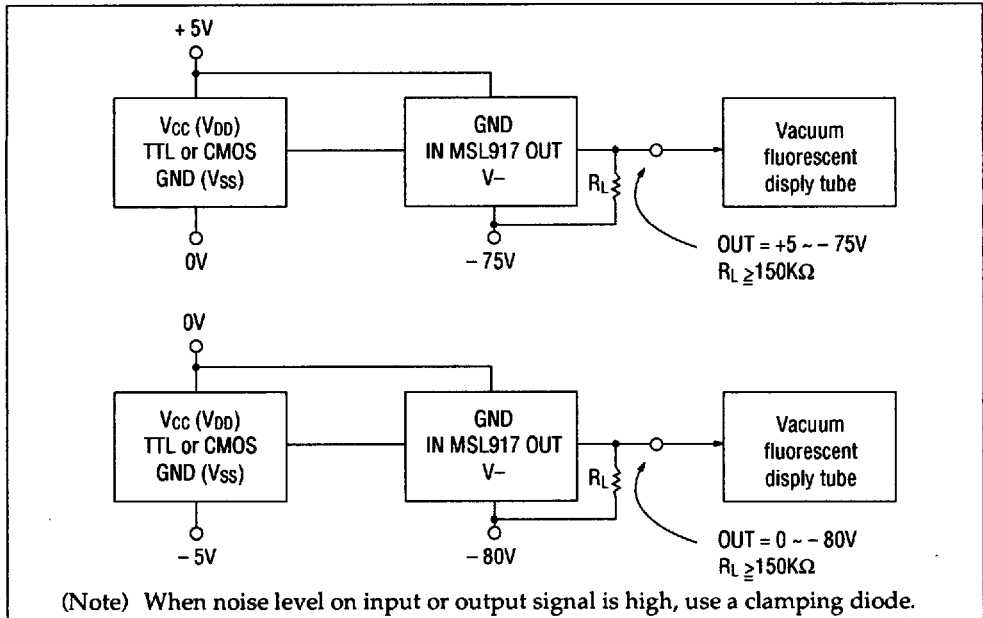 + 5V
VCC (VDD)
TTL or CMOS
GND (VSS)
0V
GND
IN MSL917 OUT
V–
– 75V
RL
Vacuum
fluorescent
disply tube
OUT = +5 ~ – 75V
RL ≧150KΩ
0V
VCC (VDD)
TTL or CMOS
GND (VSS)
– 5V
GND
IN MSL917 OUT
V–
– 80V
RL
Vacuum
fluorescent
disply tube
OUT = 0 ~ – 80V
RL ≧150KΩ
(Note) When noise level on input or output signal is high, use a clamping diode.